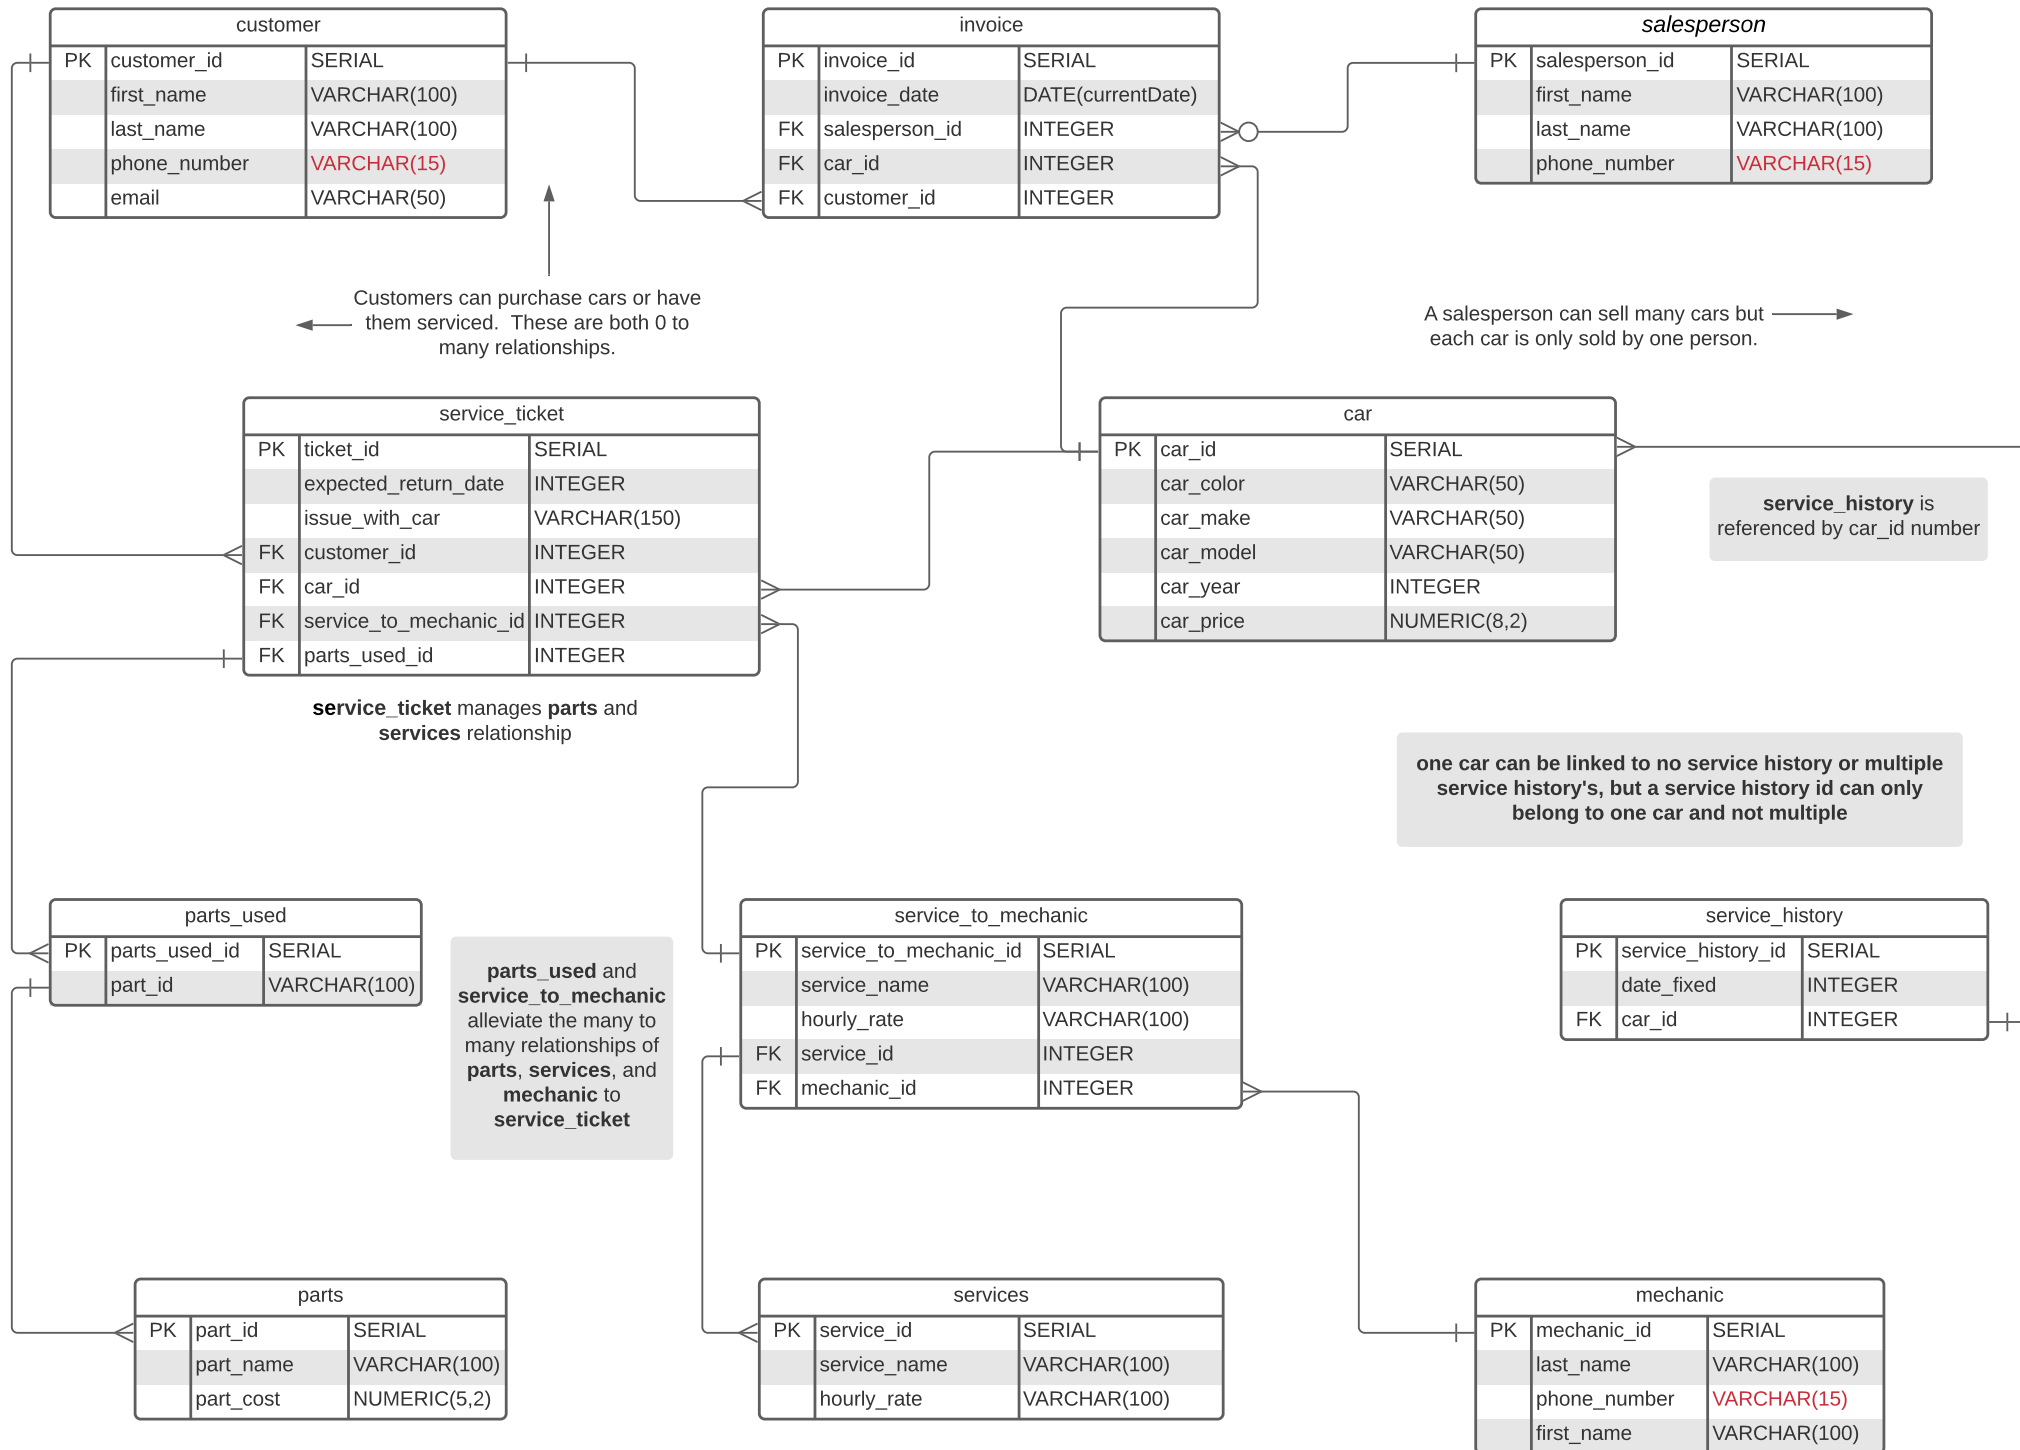 customer
PK customer_id SERIAL
first_name VARCHAR(100)
last_name VARCHAR(100)
phone_number VARCHAR(15)
email VARCHAR(50)
invoice
PK invoice_id SERIAL
invoice_date DATE(currentDate)
FK salesperson_id INTEGER
FK car_id INTEGER
FK customer_id INTEGER
salesperson
PK salesperson_id SERIAL
first_name VARCHAR(100)
last_name VARCHAR(100)
phone_number VARCHAR(15)
Customers can purchase cars or have
them serviced. These are both 0 to
many relationships.
A salesperson can sell many cars but
each car is only sold by one person.
service_ticket
PK ticket_id SERIAL
expected_return_date INTEGER
issue_with_car VARCHAR(150)
FK customer_id INTEGER
FK car_id INTEGER
FK service_to_mechanic_id INTEGER
FK parts_used_id INTEGER
car
PK car_id SERIAL
car_color VARCHAR(50)
car_make VARCHAR(50)
car_model VARCHAR(50)
car_year INTEGER
car_price NUMERIC(8,2)
service_history is
referenced by car_id number
service_ticket manages parts and
services relationship
one car can be linked to no service history or multiple
service history's, but a service history id can only
belong to one car and not multiple
parts_used
PK parts_used_id SERIAL
part_id VARCHAR(100)
parts_used and
service_to_mechanic
alleviate the many to
many relationships of
parts, services, and
mechanic to
service_ticket
service_to_mechanic
PK service_to_mechanic_id SERIAL
service_name VARCHAR(100)
hourly_rate VARCHAR(100)
FK service_id INTEGER
FK mechanic_id INTEGER
service_history
PK service_history_id SERIAL
date_fixed INTEGER
FK car_id INTEGER
parts
PK part_id SERIAL
part_name VARCHAR(100)
part_cost NUMERIC(5,2)
services
PK service_id SERIAL
service_name VARCHAR(100)
hourly_rate VARCHAR(100)
mechanic
PK mechanic_id SERIAL
last_name VARCHAR(100)
phone_number VARCHAR(15)
first_name VARCHAR(100)